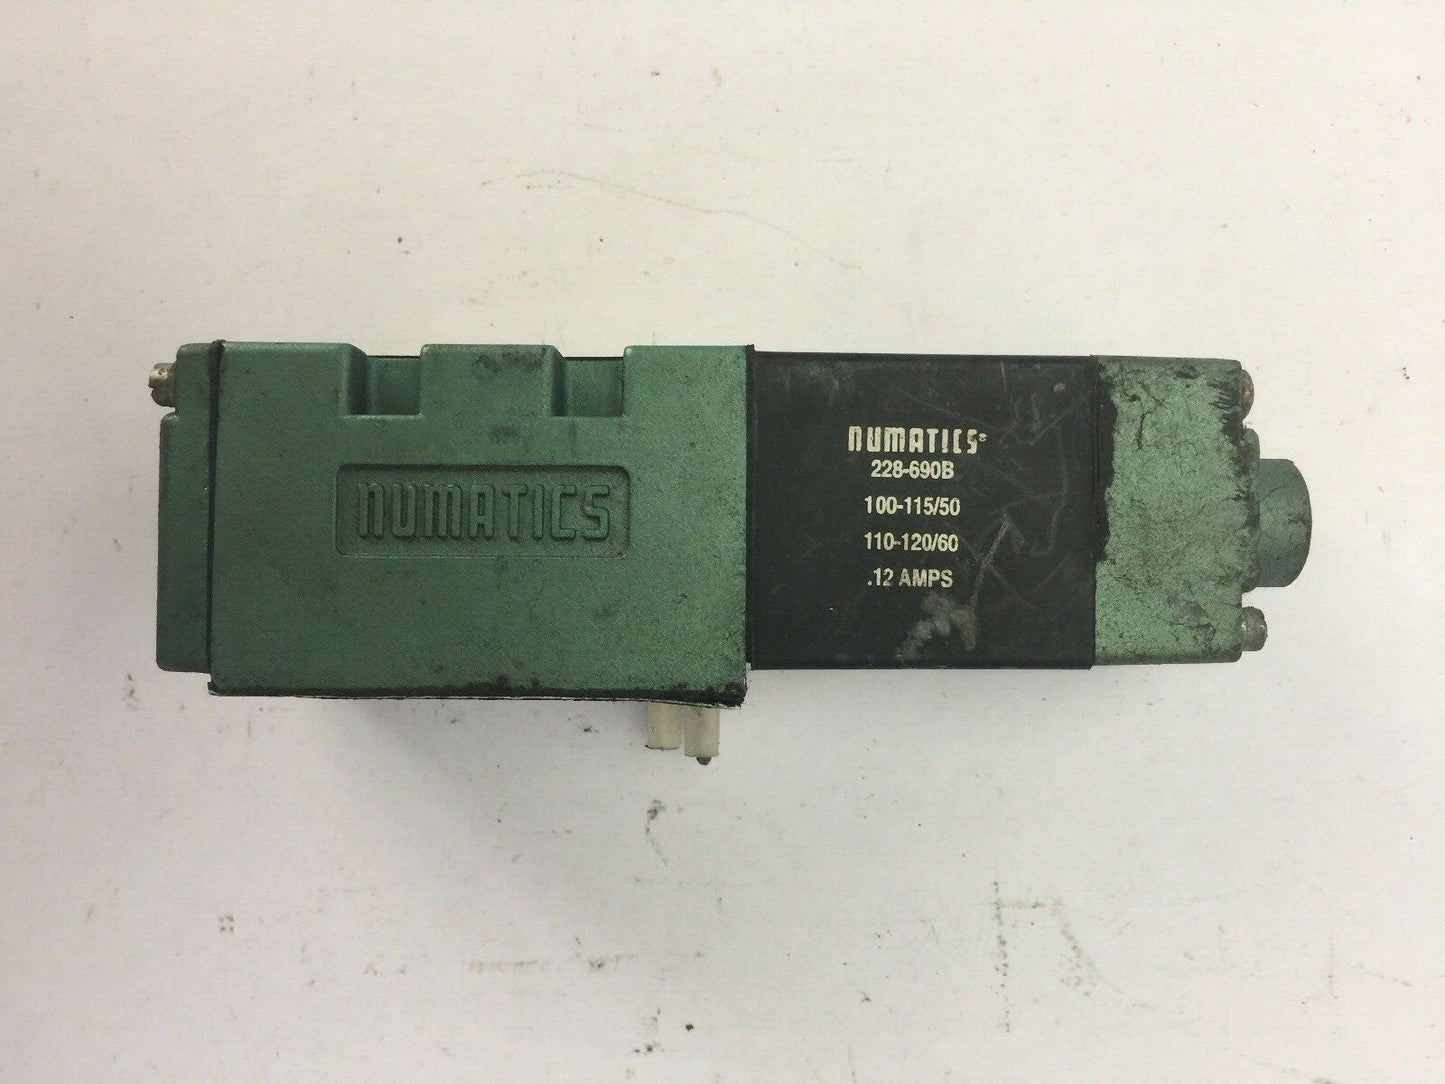 NUMATICS
NUMATICS®
228-690B
100-115/50
110-120/60
.12 AMPS